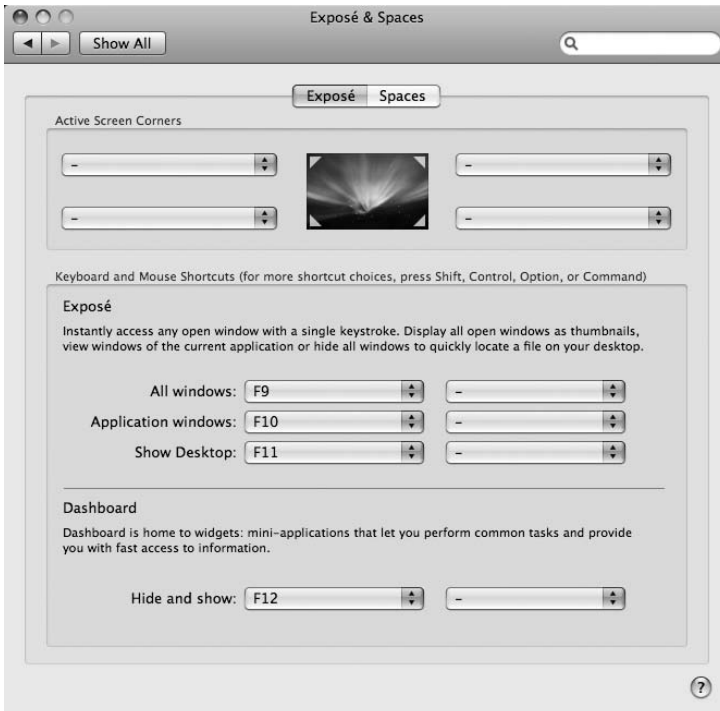 Exposé & Spaces
Show All
Exposé Spaces
Active Screen Corners
– –
– –
Keyboard and Mouse Shortcuts (for more shortcut choices, press Shift, Control, Option, or Command)
Exposé
Instantly access any open window with a single keystroke. Display all open windows as thumbnails,
view windows of the current application or hide all windows to quickly locate a file on your desktop.
All windows: F9 –
Application windows: F10 –
Show Desktop: F11 –
Dashboard
Dashboard is home to widgets: mini-applications that let you perform common tasks and provide
you with fast access to information.
Hide and show: F12 –
?